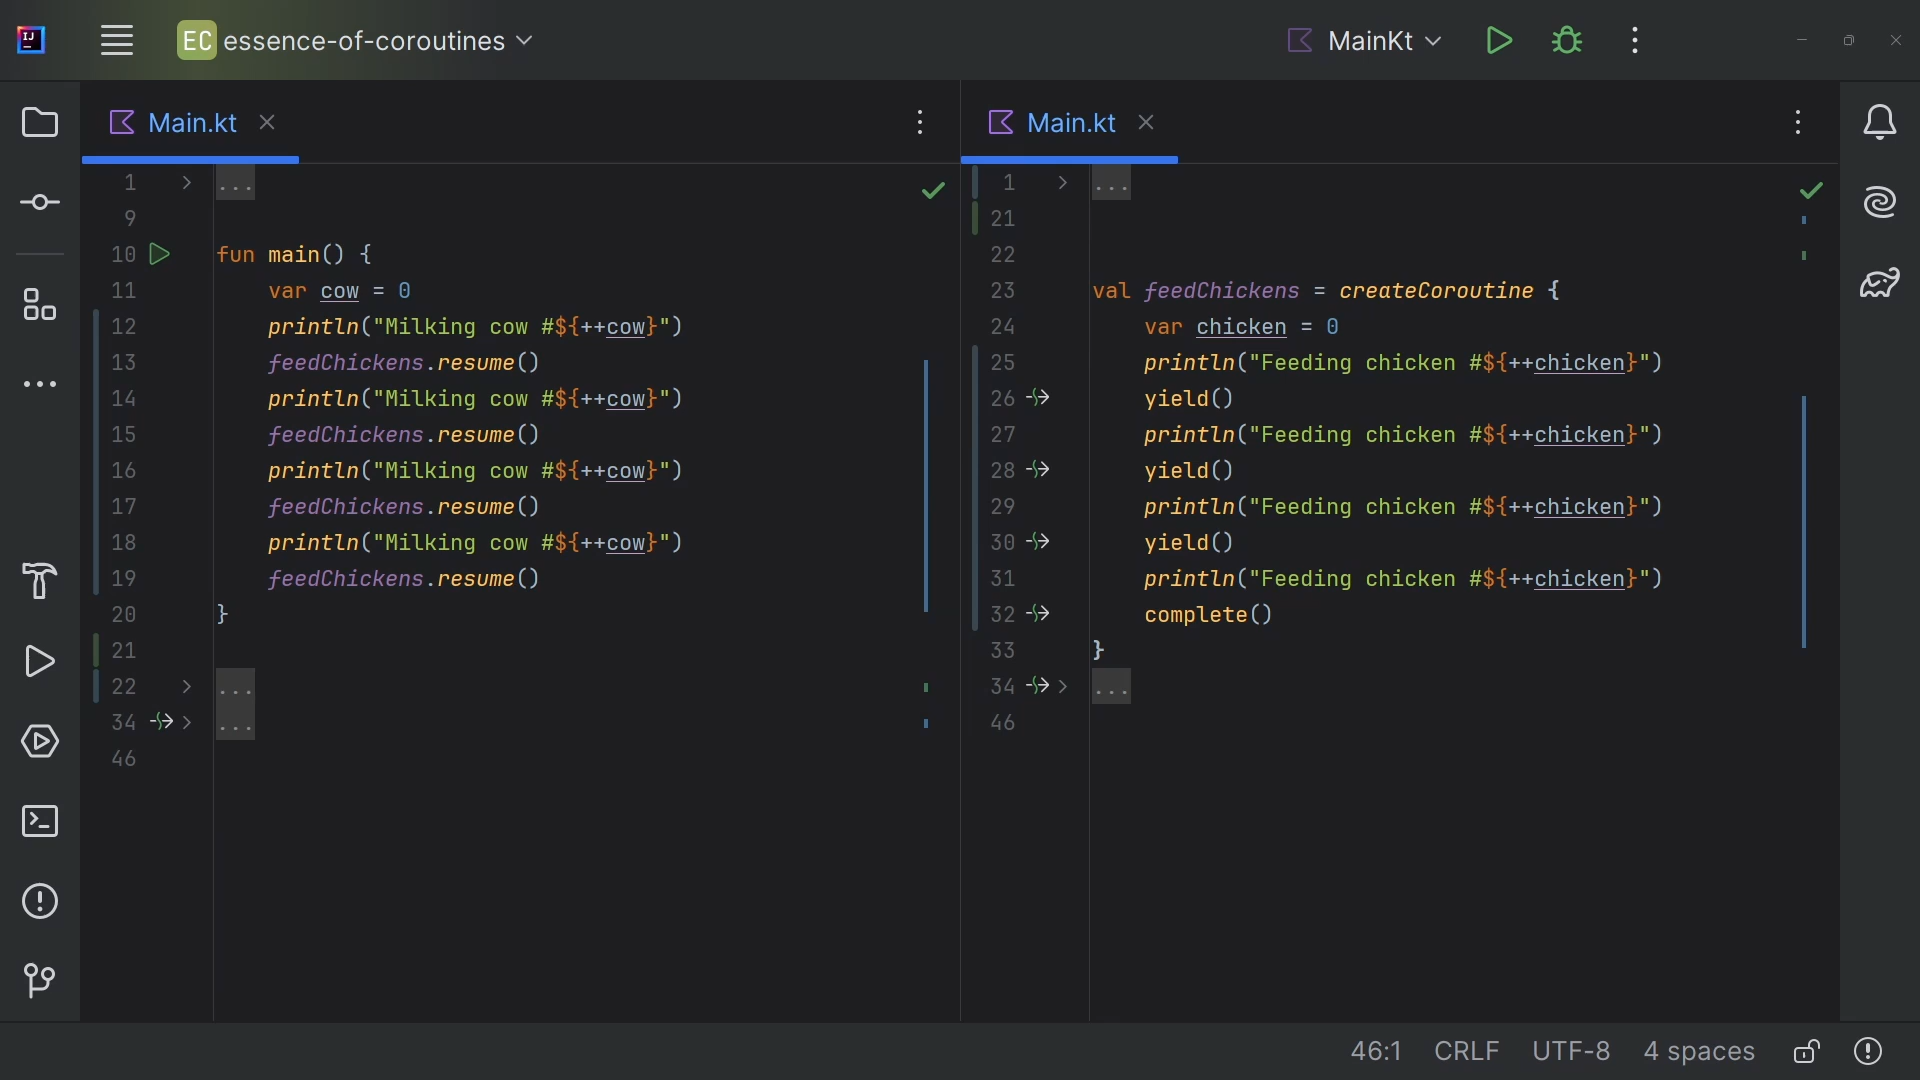 IJ
EC essence-of-coroutines
MainKt
Main.kt
1 ...
9
10 fun main() {
11     var cow = 0
12     println("Milking cow #${++cow}")
13     feedChickens.resume()
14     println("Milking cow #${++cow}")
15     feedChickens.resume()
16     println("Milking cow #${++cow}")
17     feedChickens.resume()
18     println("Milking cow #${++cow}")
19     feedChickens.resume()
20 }
21
22 ...
34 ...
46
Main.kt
1 ...
21
22
23 val feedChickens = createCoroutine {
24     var chicken = 0
25     println("Feeding chicken #${++chicken}")
26     yield()
27     println("Feeding chicken #${++chicken}")
28     yield()
29     println("Feeding chicken #${++chicken}")
30     yield()
31     println("Feeding chicken #${++chicken}")
32     complete()
33 }
34 ...
46
46:1 CRLF UTF-8 4 spaces